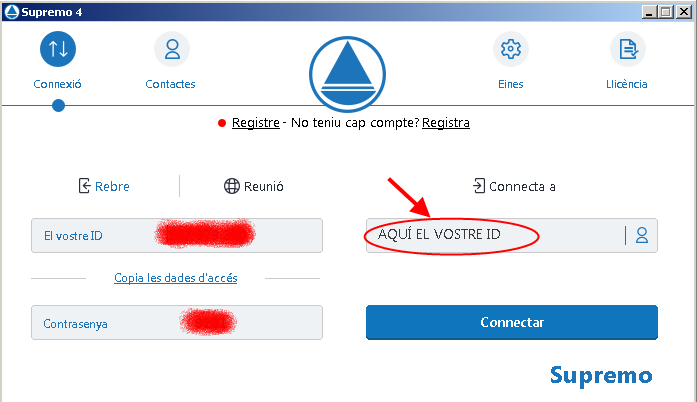 Supremo 4
Connexió
Contactes
Eines
Llicència
Registre - No teniu cap compte? Registra
Rebre
Reunió
Connecta a
El vostre ID
AQUÍ EL VOSTRE ID
Copia les dades d'accés
Contrasenya
Connectar
Supremo